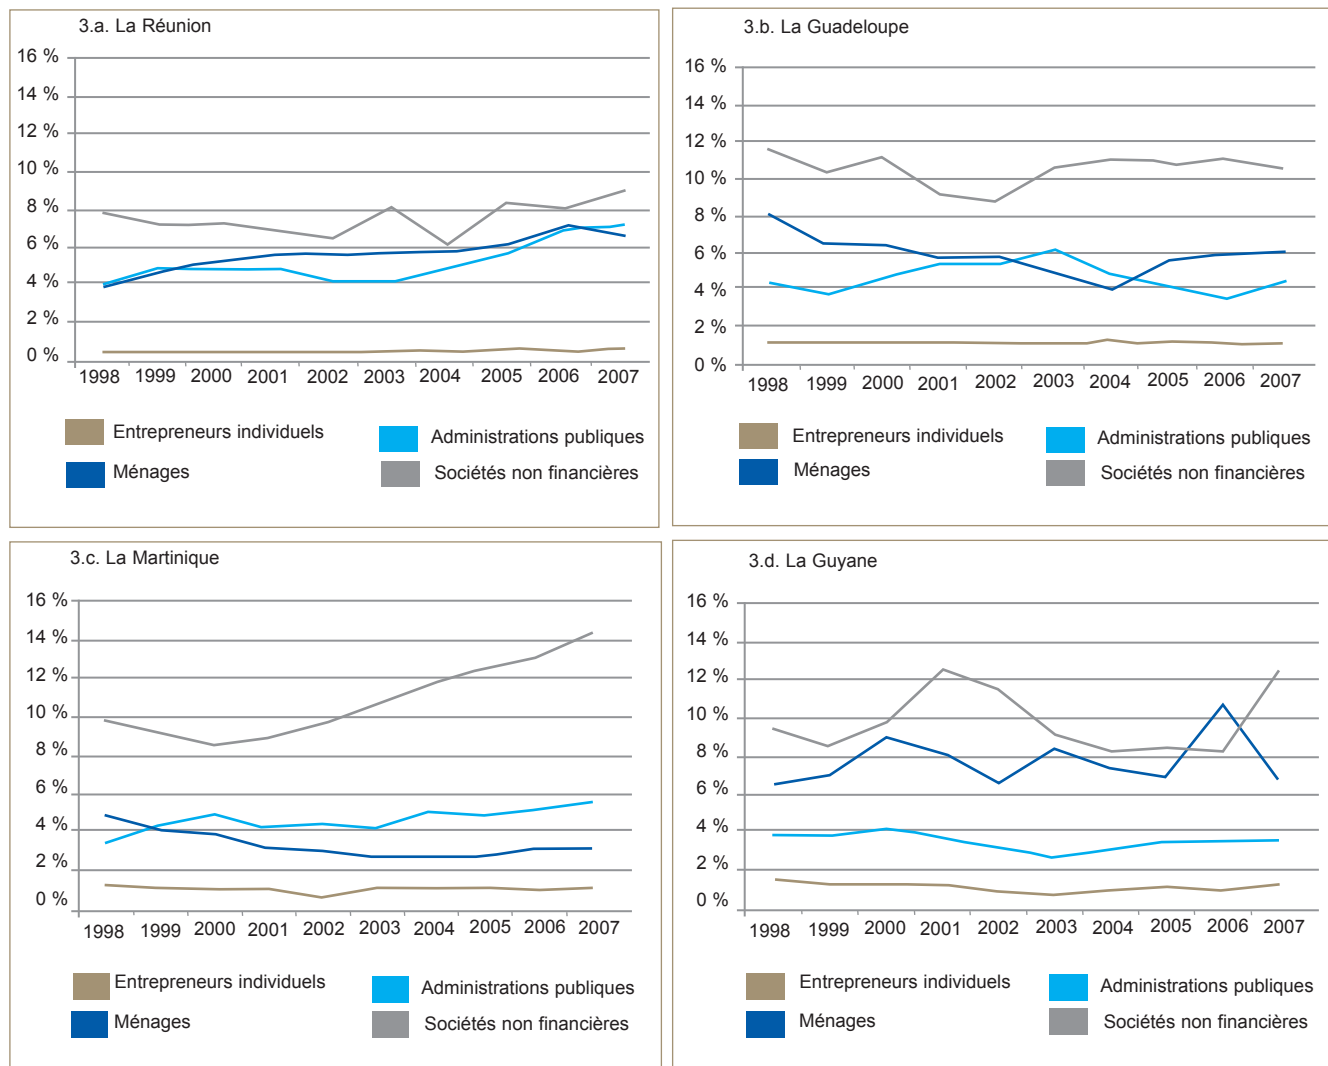 3.a. La Réunion
16 %
14 %
12 %
10 %
8 %
6 %
4 %
2 %
0 %
1998 1999 2000 2001 2002 2003 2004 2005 2006 2007
Entrepreneurs individuels
Administrations publiques
Ménages
Sociétés non financières
3.b. La Guadeloupe
16 %
14 %
12 %
10 %
8 %
6 %
4 %
2 %
0 %
1998 1999 2000 2001 2002 2003 2004 2005 2006 2007
Entrepreneurs individuels
Administrations publiques
Ménages
Sociétés non financières
3.c. La Martinique
16 %
14 %
12 %
10 %
8 %
6 %
4 %
2 %
0 %
1998 1999 2000 2001 2002 2003 2004 2005 2006 2007
Entrepreneurs individuels
Administrations publiques
Ménages
Sociétés non financières
3.d. La Guyane
16 %
14 %
12 %
10 %
8 %
6 %
4 %
2 %
0 %
1998 1999 2000 2001 2002 2003 2004 2005 2006 2007
Entrepreneurs individuels
Administrations publiques
Ménages
Sociétés non financières